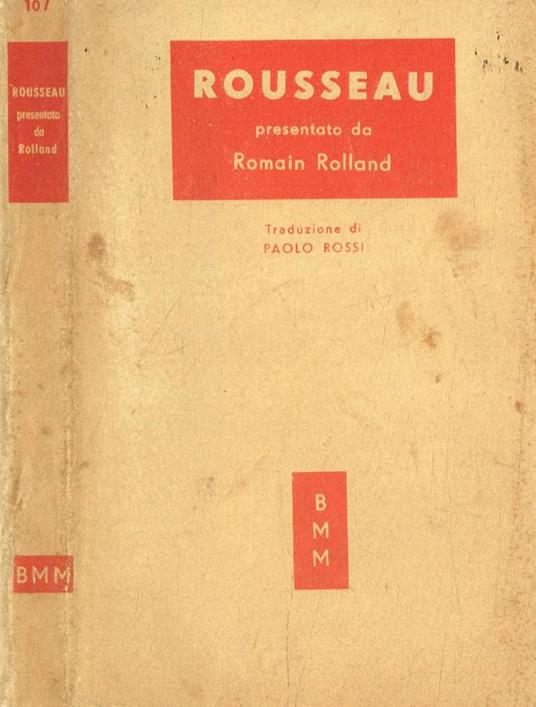 167
ROUSSEAU
presentato
da
Rolland
BMM
ROUSSEAU
presentato da
Romain Rolland
Traduzione di
PAOLO ROSSI
B
M
M